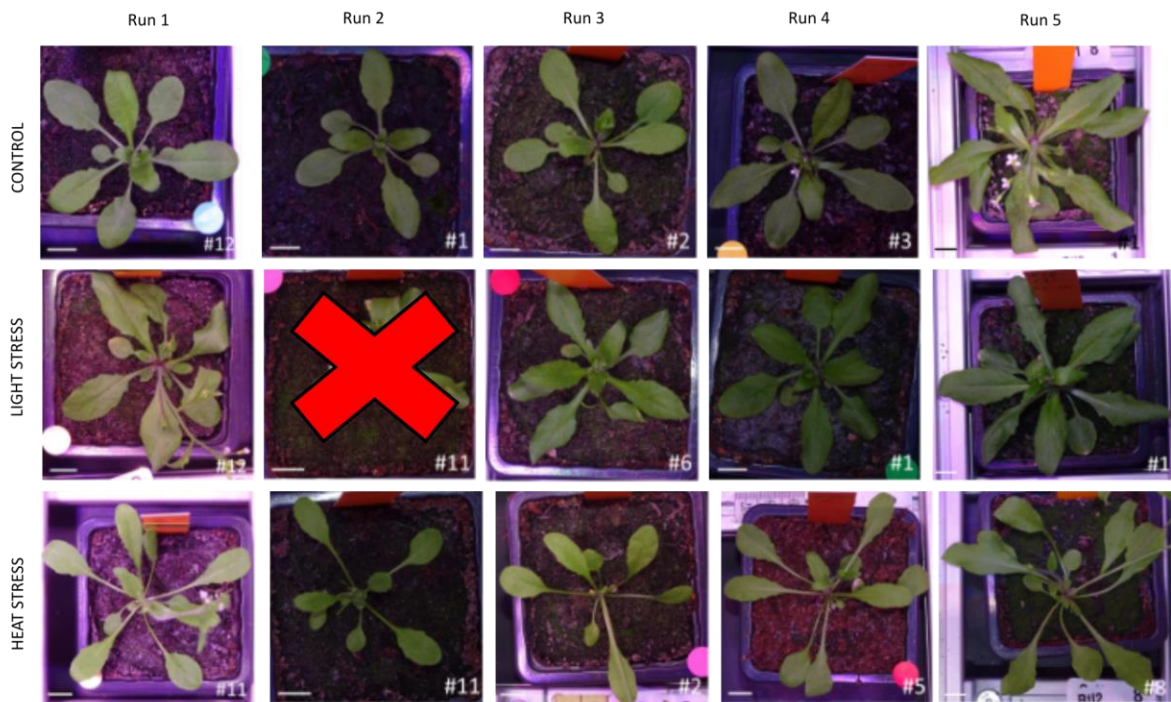 Run 1
Run 2
Run 3
Run 4
Run 5
CONTROL
#12
#1
#2
#3
#1
LIGHT STRESS
#12
#11
#6
#1
#1
HEAT STRESS
#11
#11
#2
#5
#8